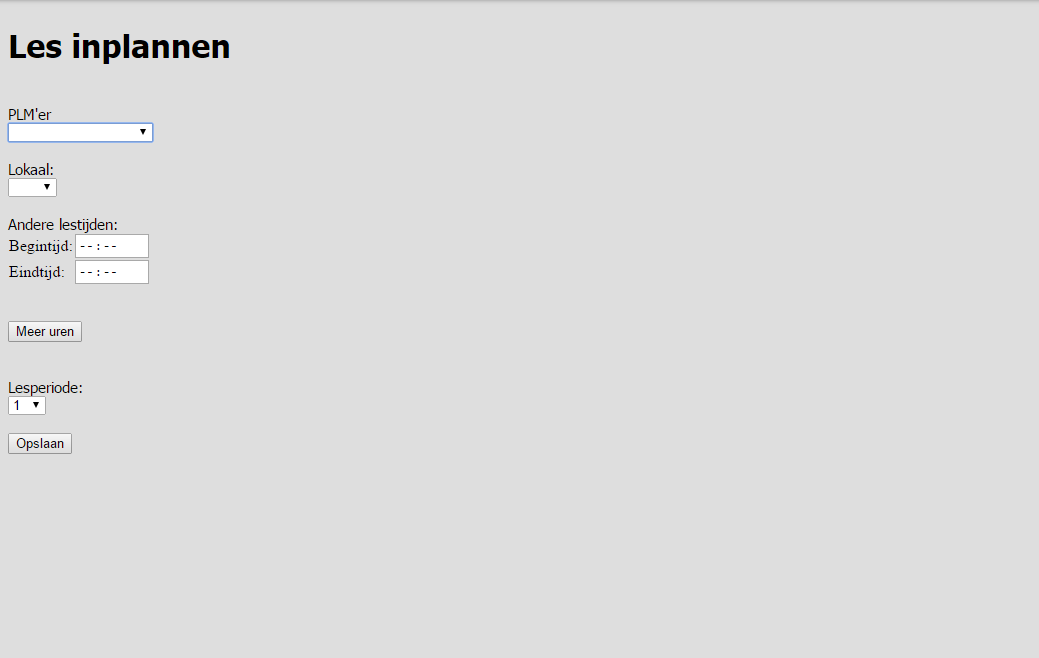 Les inplannen
PLM'er
Lokaal:
Andere lestijden:
Begintijd: --:--
Eindtijd: --:--
Meer uren
Lesperiode:
1
Opslaan